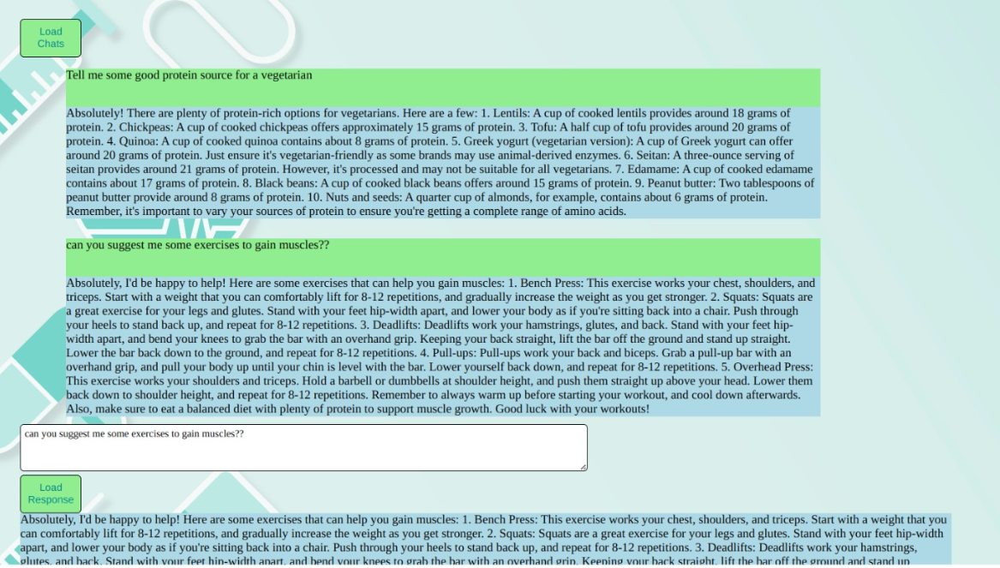 Load
Chats
Tell me some good protein source for a vegetarian
Absolutely! There are plenty of protein-rich options for vegetarians. Here are a few: 1. Lentils: A cup of cooked lentils provides around 18 grams of
protein. 2. Chickpeas: A cup of cooked chickpeas offers approximately 15 grams of protein. 3. Tofu: A half cup of tofu provides around 20 grams of
protein. 4. Quinoa: A cup of cooked quinoa contains about 8 grams of protein. 5. Greek yogurt (vegetarian version): A cup of Greek yogurt can offer
around 20 grams of protein. Just ensure it's vegetarian-friendly as some brands may use animal-derived enzymes. 6. Seitan: A three-ounce serving of
seitan provides around 21 grams of protein. However, it's processed and may not be suitable for all vegetarians. 7. Edamame: A cup of cooked edamame
contains about 17 grams of protein. 8. Black beans: A cup of cooked black beans offers around 15 grams of protein. 9. Peanut butter: Two tablespoons of
peanut butter provide around 8 grams of protein. 10. Nuts and seeds: A quarter cup of almonds, for example, contains about 6 grams of protein.
Remember, it's important to vary your sources of protein to ensure you're getting a complete range of amino acids.
can you suggest me some exercises to gain muscles??
Absolutely, I'd be happy to help! Here are some exercises that can help you gain muscles: 1. Bench Press: This exercise works your chest, shoulders, and
triceps. Start with a weight that you can comfortably lift for 8-12 repetitions, and gradually increase the weight as you get stronger. 2. Squats: Squats are
a great exercise for your legs and glutes. Stand with your feet hip-width apart, and lower your body as if you're sitting back into a chair. Push through
your heels to stand back up, and repeat for 8-12 repetitions. 3. Deadlifts: Deadlifts work your hamstrings, glutes, and back. Stand with your feet hip-
width apart, and bend your knees to grab the bar with an overhand grip. Keeping your back straight, lift the bar off the ground and stand up straight.
Lower the bar back down to the ground, and repeat for 8-12 repetitions. 4. Pull-ups: Pull-ups work your back and biceps. Grab a pull-up bar with an
overhand grip, and pull your body up until your chin is level with the bar. Lower yourself back down, and repeat for 8-12 repetitions. 5. Overhead Press:
This exercise works your shoulders and triceps. Hold a barbell or dumbbells at shoulder height, and push them straight up above your head. Lower them
back down to shoulder height, and repeat for 8-12 repetitions. Remember to always warm up before starting your workout, and cool down afterwards.
Also, make sure to eat a balanced diet with plenty of protein to support muscle growth. Good luck with your workouts!
can you suggest me some exercises to gain muscles??
Load
Response
Absolutely, I'd be happy to help! Here are some exercises that can help you gain muscles: 1. Bench Press: This exercise works your chest, shoulders, and triceps. Start with a weight that you
can comfortably lift for 8-12 repetitions, and gradually increase the weight as you get stronger. 2. Squats: Squats are a great exercise for your legs and glutes. Stand with your feet hip-width
apart, and lower your body as if you're sitting back into a chair. Push through your heels to stand back up, and repeat for 8-12 repetitions. 3. Deadlifts: Deadlifts work your hamstrings,
glutes, and back. Stand with your feet hip-width apart, and bend your knees to grab the bar with an overhand grip. Keeping your back straight, lift the bar off the ground and stand up